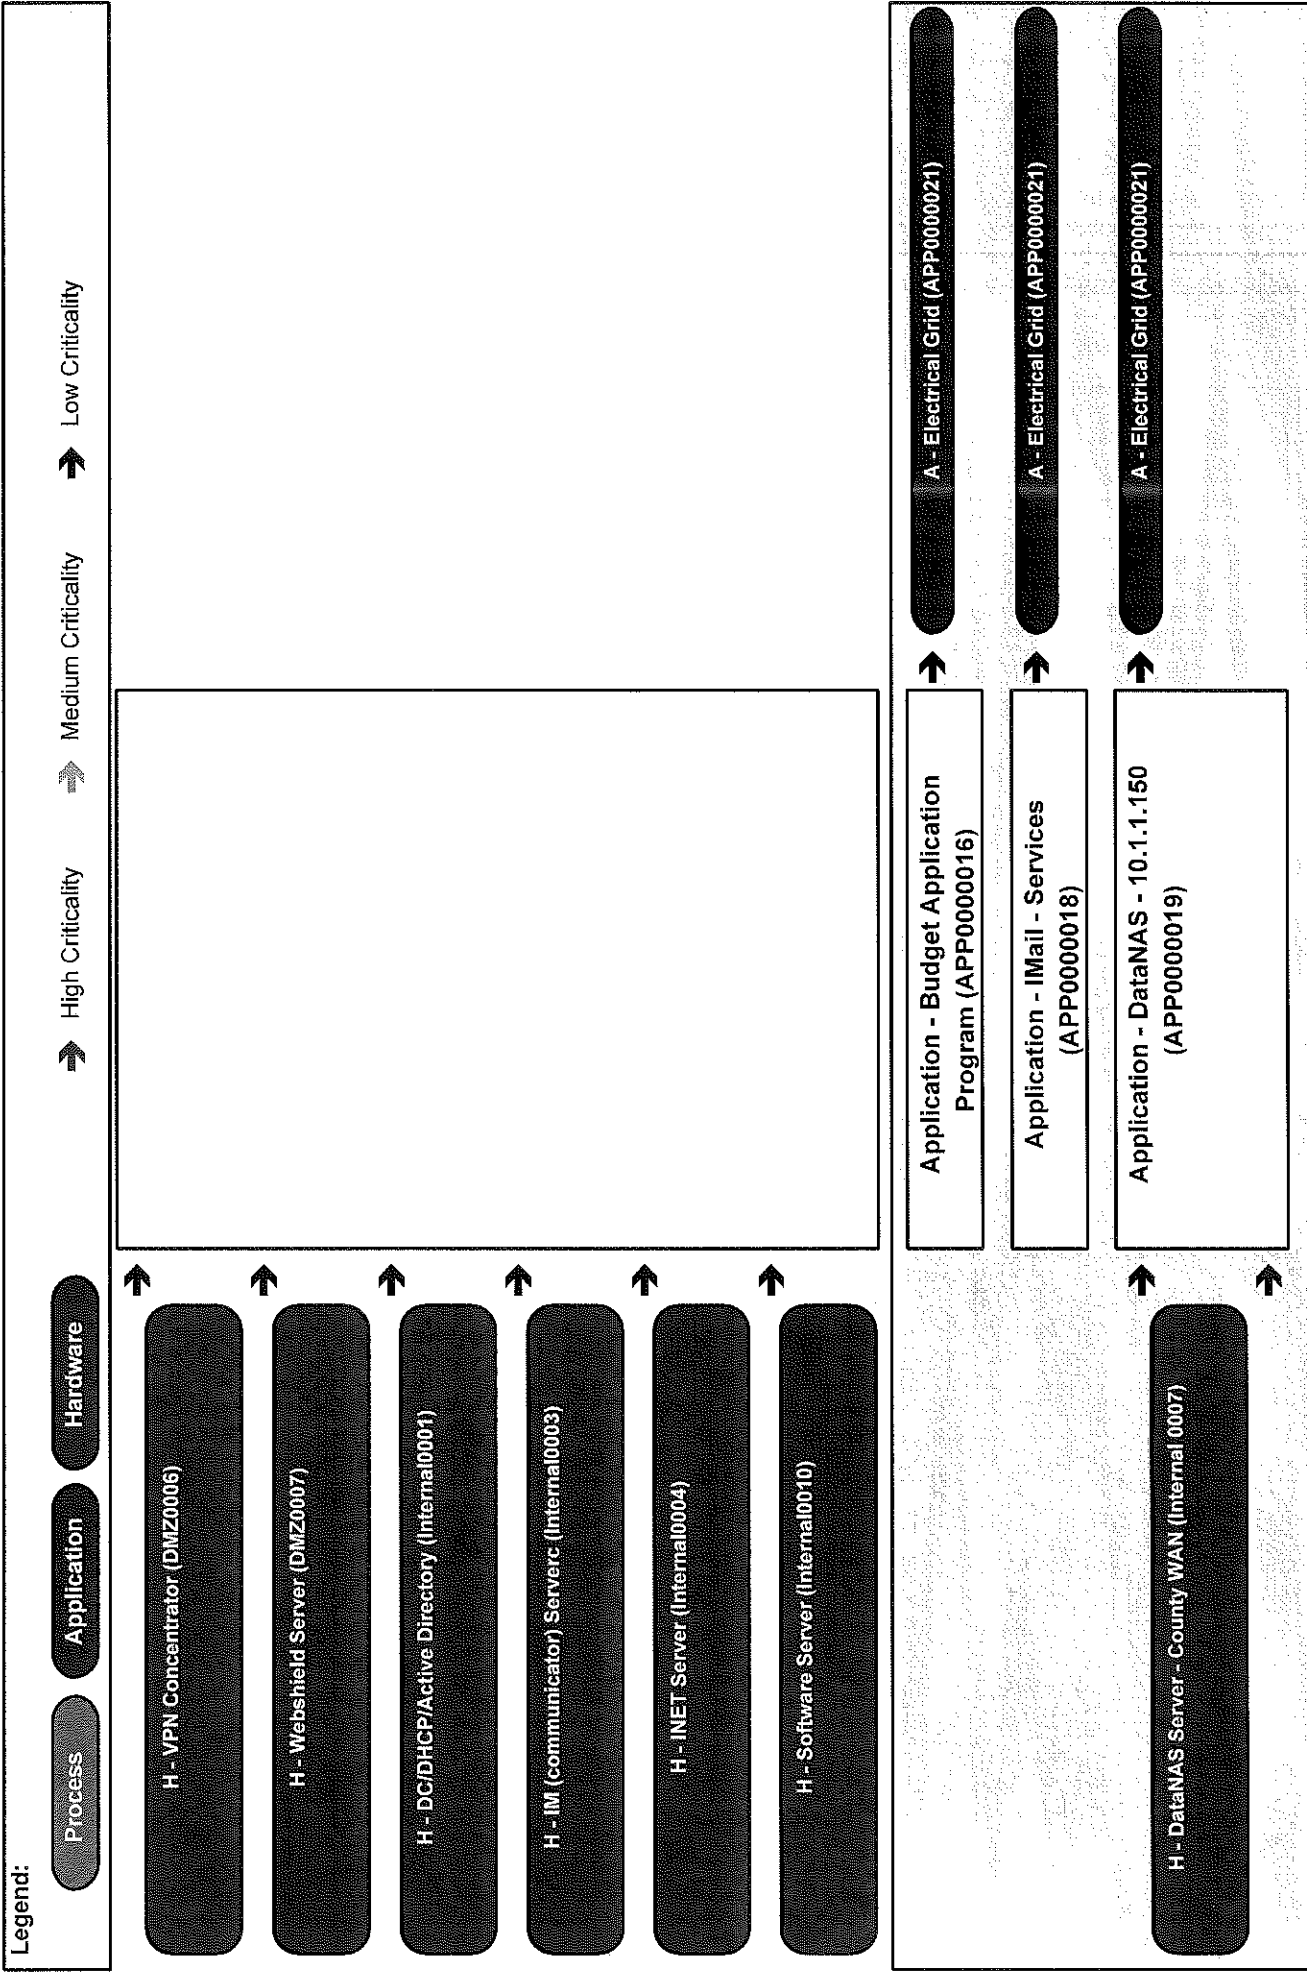 Legend:
Process
Application
Hardware
High Criticality
Medium Criticality
Low Criticality
H - VPN Concentrator (DMZ0006)
H - Webshield Server (DMZ0007)
H - DC/DHCP/Active Directory (Internal0001)
H - IM (communicator) Serverc (Internal0003)
H - INET Server (Internal0004)
H - Software Server (Internal0010)
Application - Budget Application
Program (APP0000016)
A - Electrical Grid (APP0000021)
Application - IMail - Services
(APP0000018)
A - Electrical Grid (APP0000021)
H - DataNAS Server - County WAN (Internal 0007)
Application - DataNAS - 10.1.1.150
(APP0000019)
A - Electrical Grid (APP0000021)